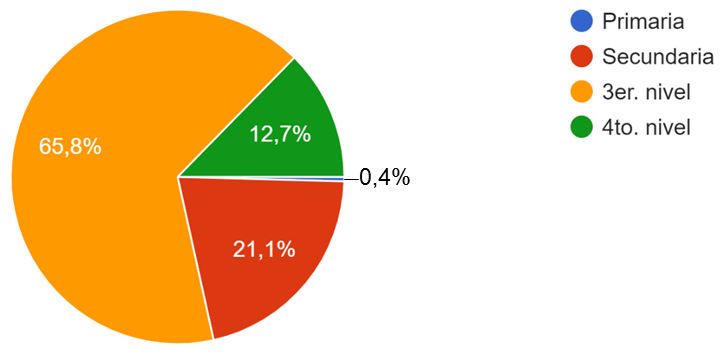 Primaria
Secundaria
3er. nivel
4to. nivel
65,8%
12,7%
0,4%
21,1%